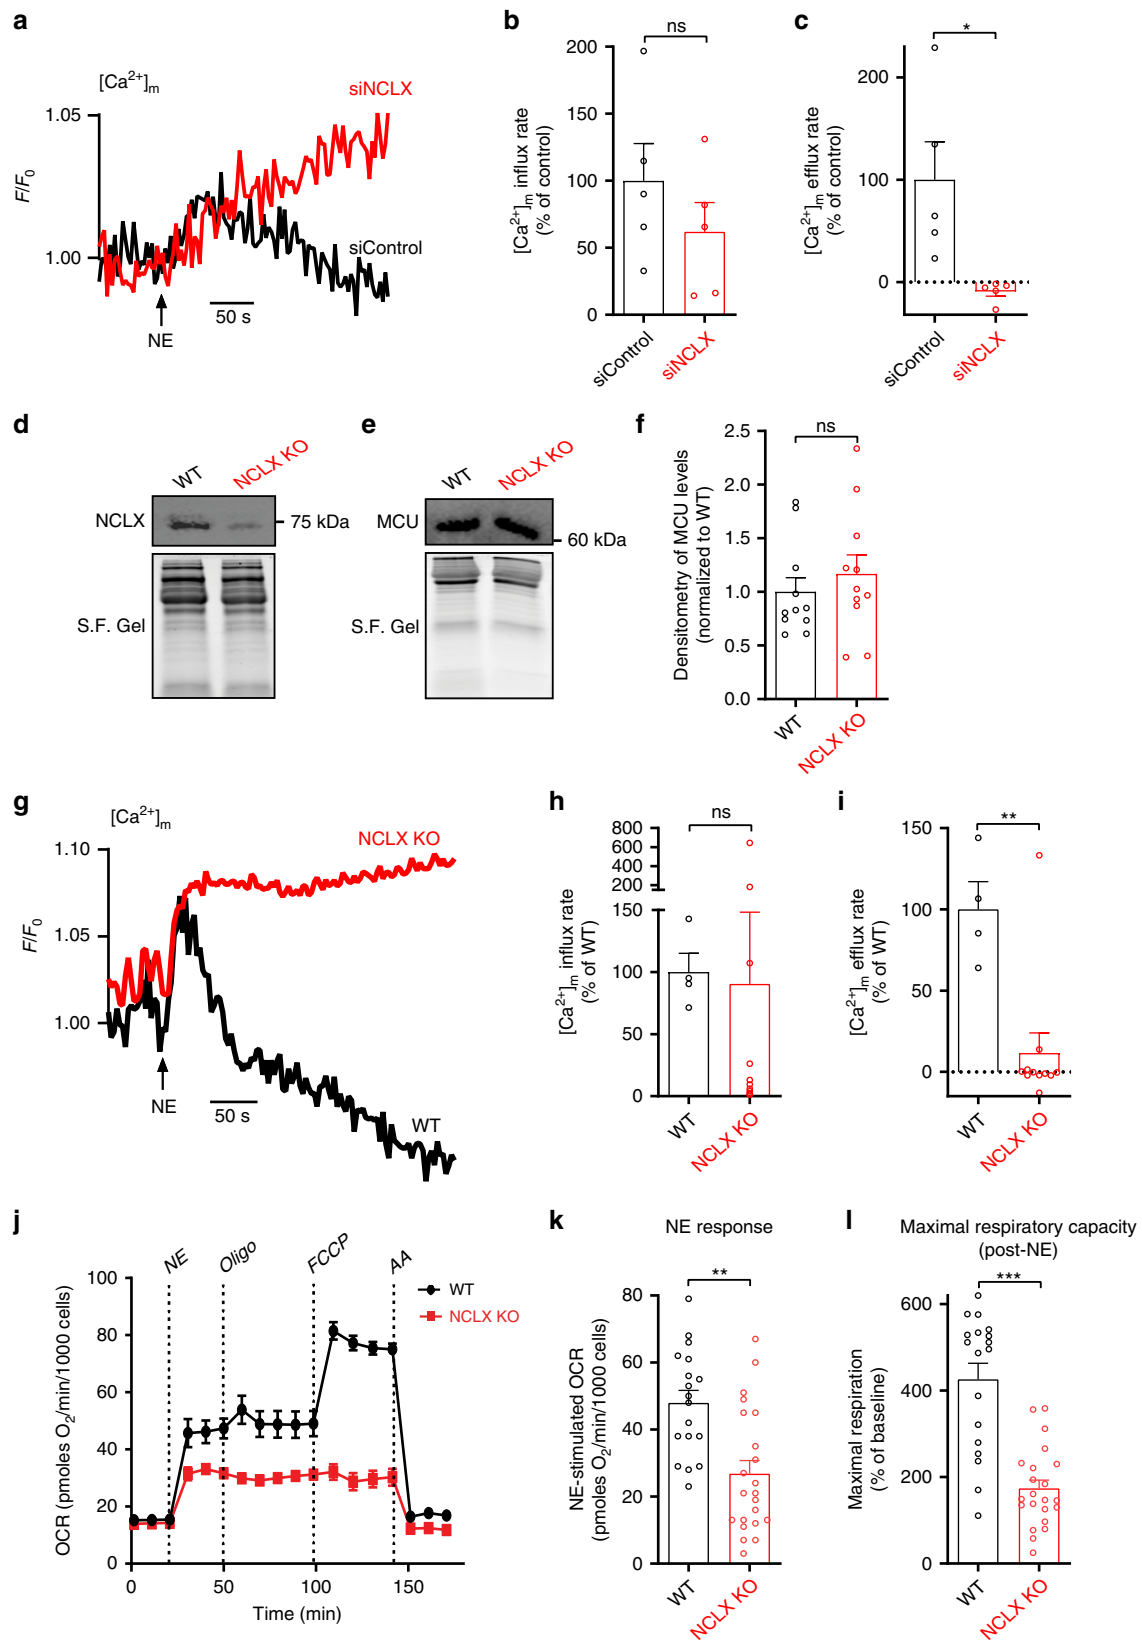 a
[Ca²⁺]m
siNCLX
1.05
F/F₀
1.00
siControl
50 s
NE
b
ns
200
150
100
50
0
[Ca²⁺]m influx rate
(% of control)
siControl
siNCLX
c
*
200
100
0
[Ca²⁺]m efflux rate
(% of control)
siControl
siNCLX
d
WT
NCLX KO
NCLX
75 kDa
S.F. Gel
e
WT
NCLX KO
MCU
60 kDa
S.F. Gel
f
ns
2.5
2.0
1.5
1.0
0.5
0.0
Densitometry of MCU levels
(normalized to WT)
WT
NCLX KO
g
[Ca²⁺]m
NCLX KO
1.10
1.05
F/F₀
1.00
NE
50 s
WT
h
ns
800
600
400
200
150
100
50
0
[Ca²⁺]m influx rate
(% of WT)
WT
NCLX KO
i
**
150
100
50
0
[Ca²⁺]m efflux rate
(% of WT)
WT
NCLX KO
j
NE
Oligo
FCCP
AA
WT
NCLX KO
100
80
60
40
20
0
OCR (pmoles O₂/min/1000 cells)
0
50
100
150
Time (min)
k
NE response
**
80
60
40
20
0
NE-stimulated OCR
(pmoles O₂/min/1000 cells)
WT
NCLX KO
l
Maximal respiratory capacity
(post-NE)
***
600
400
200
0
Maximal respiration
(% of baseline)
WT
NCLX KO